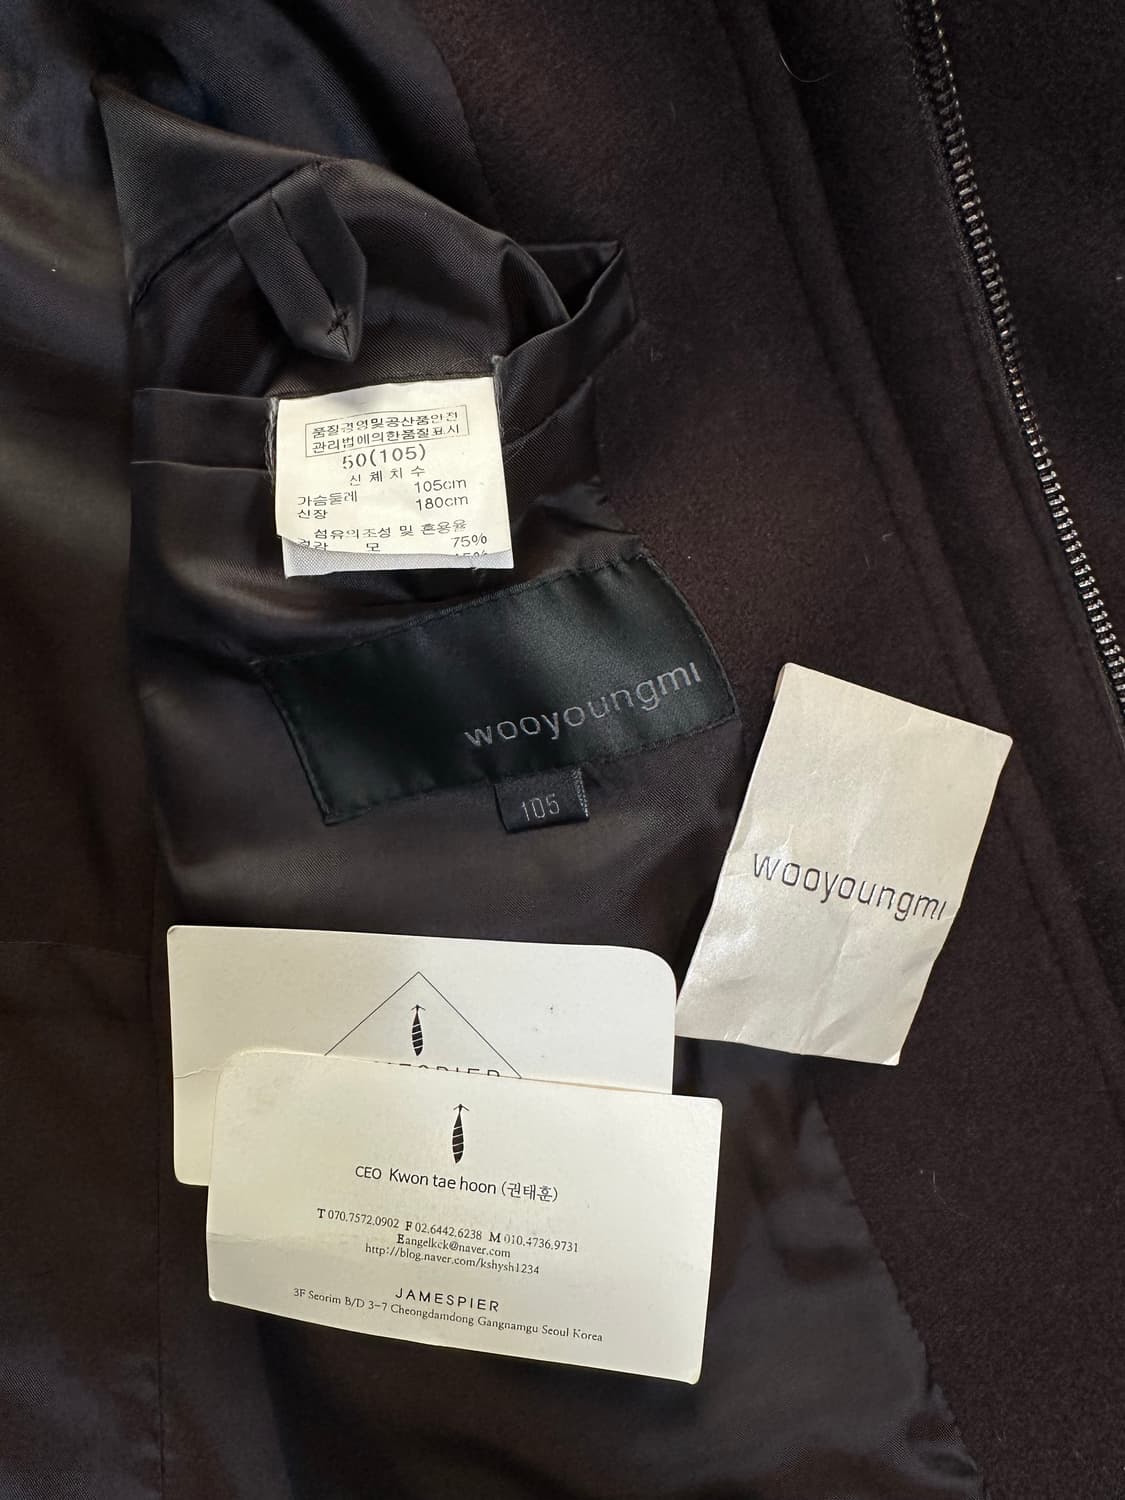 품질경영및공산품안전
관리법에의한품질표시
50(105)
신 체 치 수
가슴둘레 105cm
신장 180cm
섬유의조성 및 혼용율
겉감 모 75%
15%
wooyoungmi
105
wooyoungmi
CEO Kwon tae hoon (권태훈)
T 070.7572.0902 F 02.6442.6238 M 010.4736.9731
Eangelkck@naver.com
http://blog.naver.com/kshysh1234
JAMESPIER
3F Seorim B/D 3-7 Cheongdamdong Gangnamgu Seoul Korea